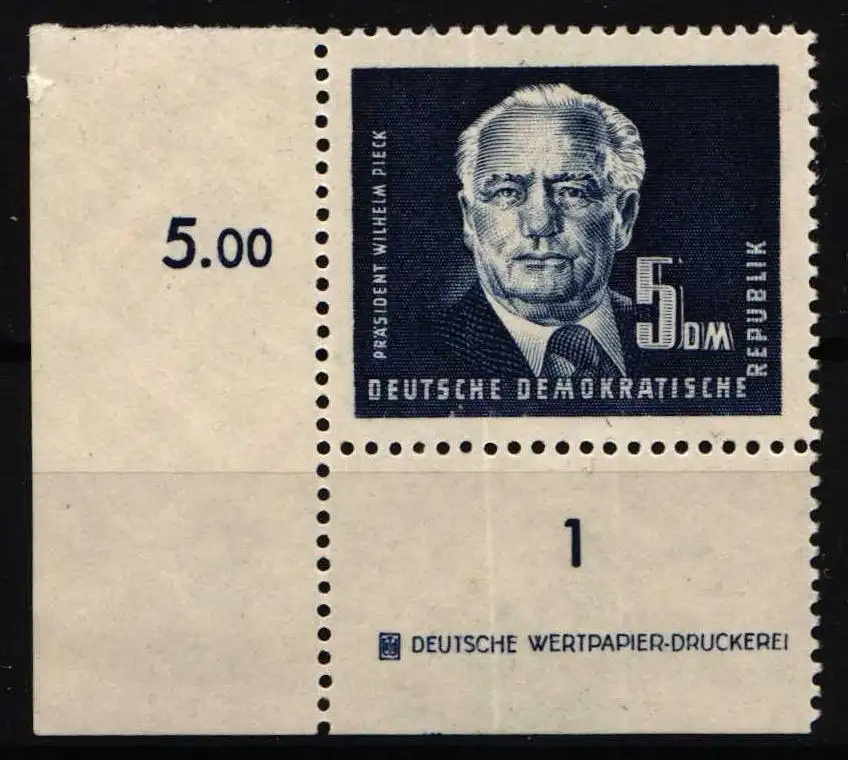 PRÄSIDENT WILHELM PIECK
5.00
5 DM
DEUTSCHE DEMOKRATISCHE
REPUBLIK
1
DEUTSCHE WERTPAPIER-DRUCKEREI